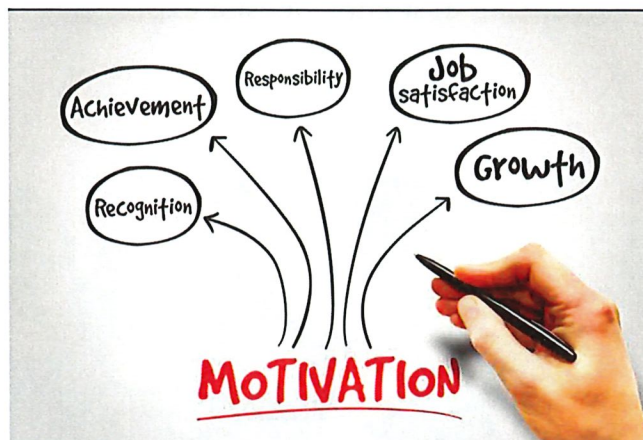 Achievement
Responsibility
Job
satisfaction
Recognition
Growth
MOTIVATION